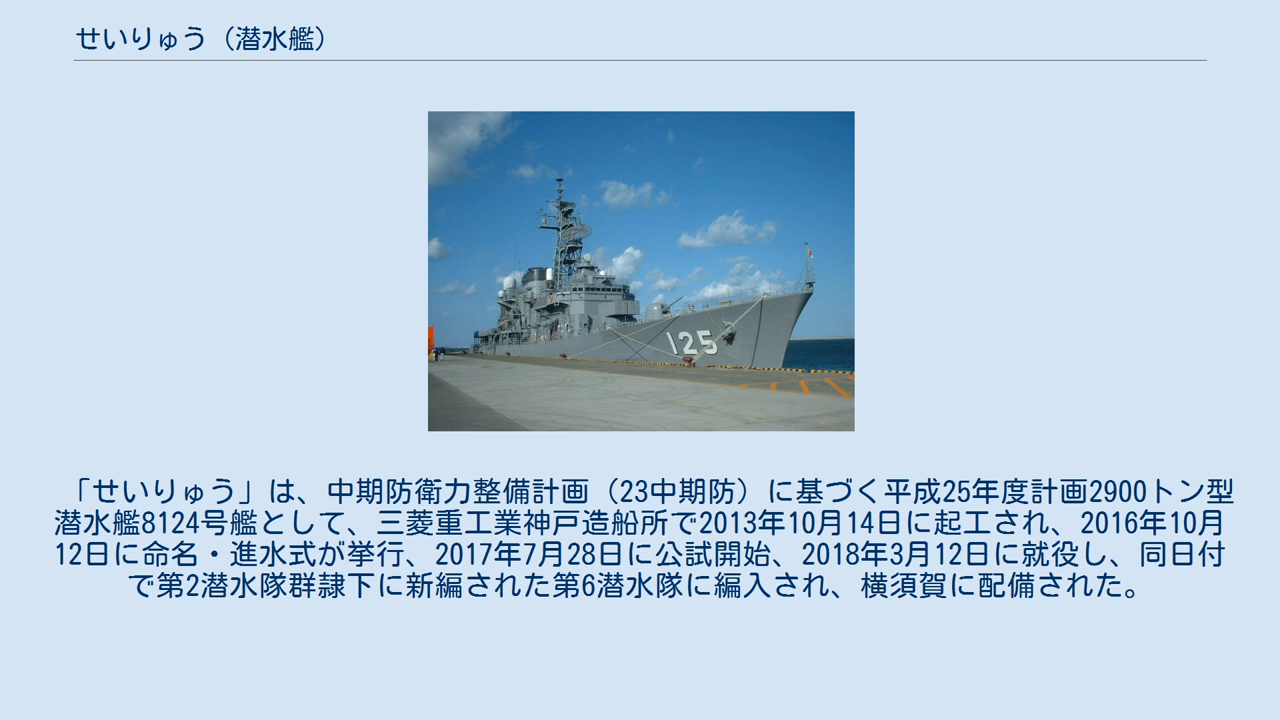 せいりゅう（潜水艦）
125
「せいりゅう」は、中期防衛力整備計画（23中期防）に基づく平成25年度計画2900トン型
潜水艦8124号艦として、三菱重工業神戸造船所で2013年10月14日に起工され、2016年10月
12日に命名・進水式が挙行、2017年7月28日に公試開始、2018年3月12日に就役し、同日付
で第2潜水隊群隷下に新編された第6潜水隊に編入され、横須賀に配備された。